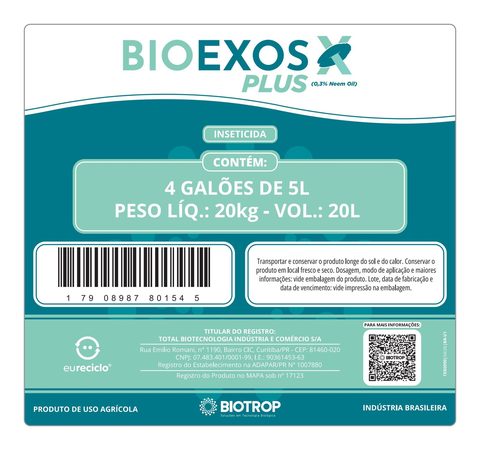 BIOEXOS X
PLUS (0,3% Neem Oil)
INSETICIDA
CONTÉM:
4 GALÕES DE 5L
PESO LÍQ.: 20kg - VOL.: 20L
1 79 08987 80154 5
Transportar e conservar o produto longe do sol e do calor. Conservar o
produto em local fresco e seco. Dosagem, modo de aplicação e maiores
informações: vide embalagem do produto. Lote, data de fabricação e
data de vencimento: vide impressão na embalagem.
eureciclo
TITULAR DO REGISTRO:
TOTAL BIOTECNOLOGIA INDÚSTRIA E COMÉRCIO S/A
Rua Emílio Romani, nº 1190, Bairro CIC, Curitiba/PR - CEP: 81460-020
CNPJ: 07.483.401/0001-99, I.E.: 90361453-63
Registro do Estabelecimento na ADAPAR/PR N° 1007880
Registro do Produto no MAPA sob nº 17123
PARA MAIS INFORMAÇÕES:
PRODUTO DE USO AGRÍCOLA
BIOTROP
Soluções em Tecnologia Biológica
INDÚSTRIA BRASILEIRA